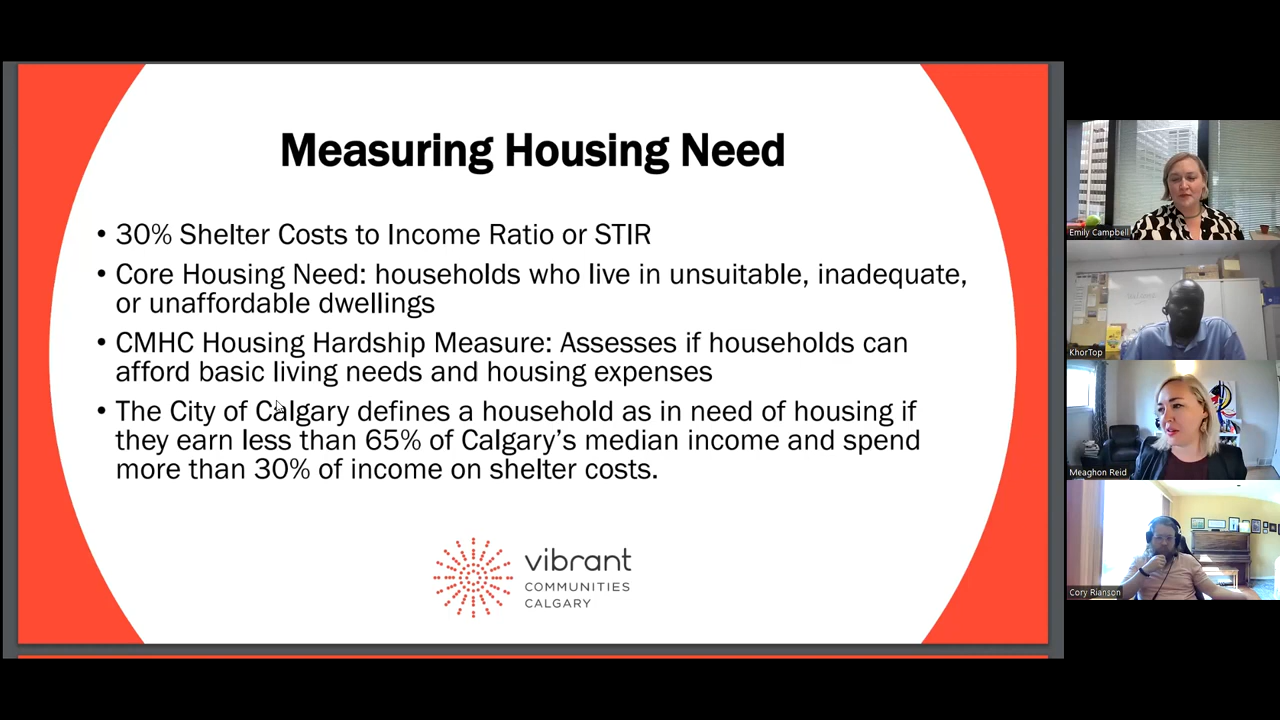 Measuring Housing Need
• 30% Shelter Costs to Income Ratio or STIR
• Core Housing Need: households who live in unsuitable, inadequate,
or unaffordable dwellings
• CMHC Housing Hardship Measure: Assesses if households can
afford basic living needs and housing expenses
• The City of Calgary defines a household as in need of housing if
they earn less than 65% of Calgary’s median income and spend
more than 30% of income on shelter costs.
vibrant
COMMUNITIES
CALGARY
Emily Campbell
KhorTop
Meaghon Reid
Cory Rianson